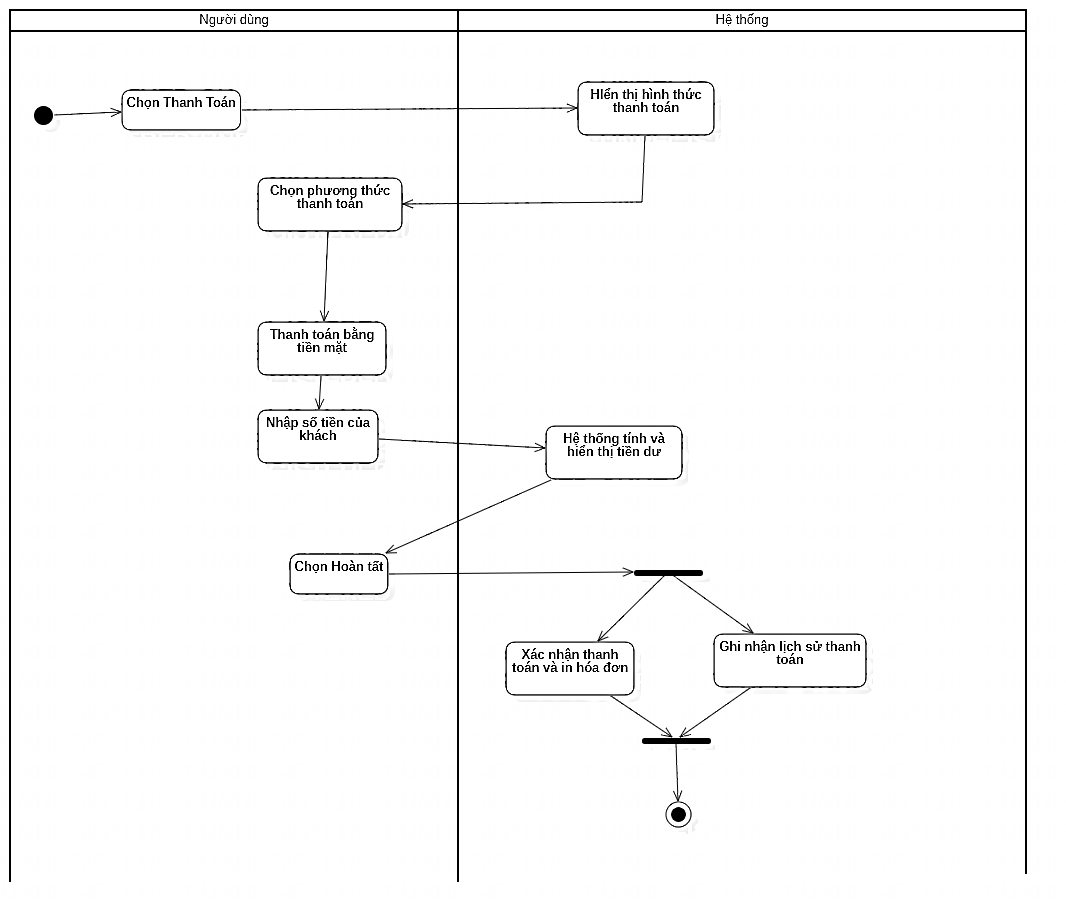 Người dùng
Hệ thống
Chọn Thanh Toán
HIển thị hình thức
thanh toán
Chọn phương thức
thanh toán
Thanh toán bằng
tiền mặt
Nhập số tiền của
khách
Hệ thống tính và
hiển thị tiền dư
Chọn Hoàn tất
Xác nhận thanh
toán và in hóa đơn
Ghi nhận lịch sử thanh
toán